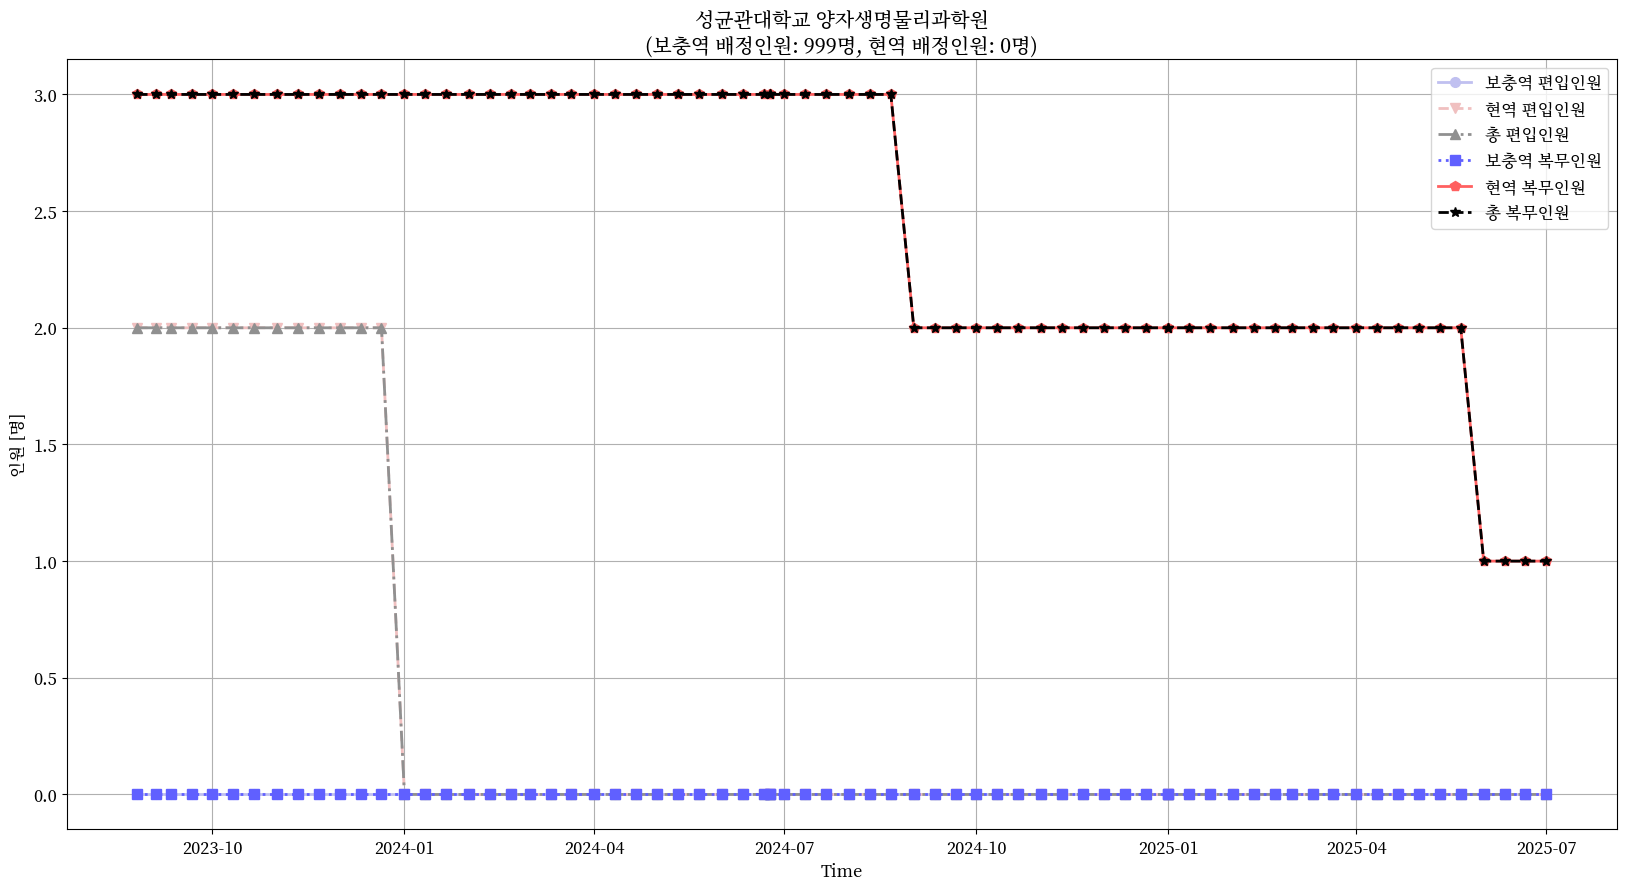 성균관대학교 양자생명물리과학원
(보충역 배정인원: 999명, 현역 배정인원: 0명)
보충역 편입인원
현역 편입인원
총 편입인원
보충역 복무인원
현역 복무인원
총 복무인원
인원 [명]
3.0
2.5
2.0
1.5
1.0
0.5
0.0
2023-10
2024-01
2024-04
2024-07
2024-10
2025-01
2025-04
2025-07
Time